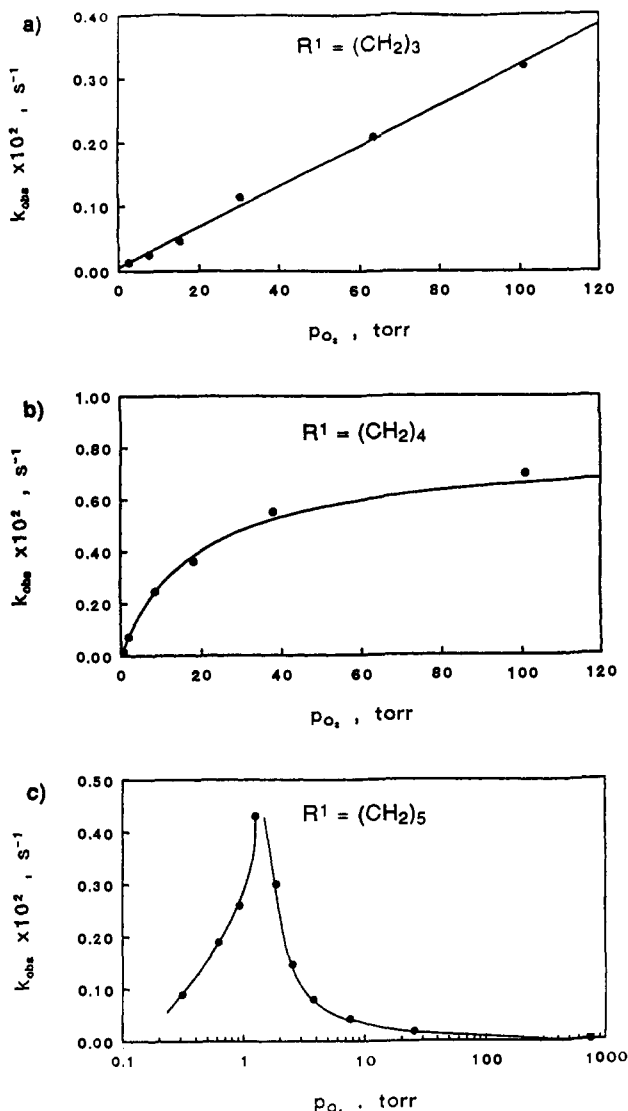 a)
R¹ = (CH₂)₃
k_obs ×10² , s⁻¹
0.40
0.30
0.20
0.10
0.00
0 20 40 60 80 100 120
p_O₂ , torr
b)
R¹ = (CH₂)₄
k_obs ×10² , s⁻¹
1.00
0.80
0.60
0.40
0.20
0.00
0 20 40 60 80 100 120
p_O₂ , torr
c)
R¹ = (CH₂)₅
k_obs ×10² , s⁻¹
0.50
0.40
0.30
0.20
0.10
0.00
0.1 1 10 100 1000
p_O₂ , torr